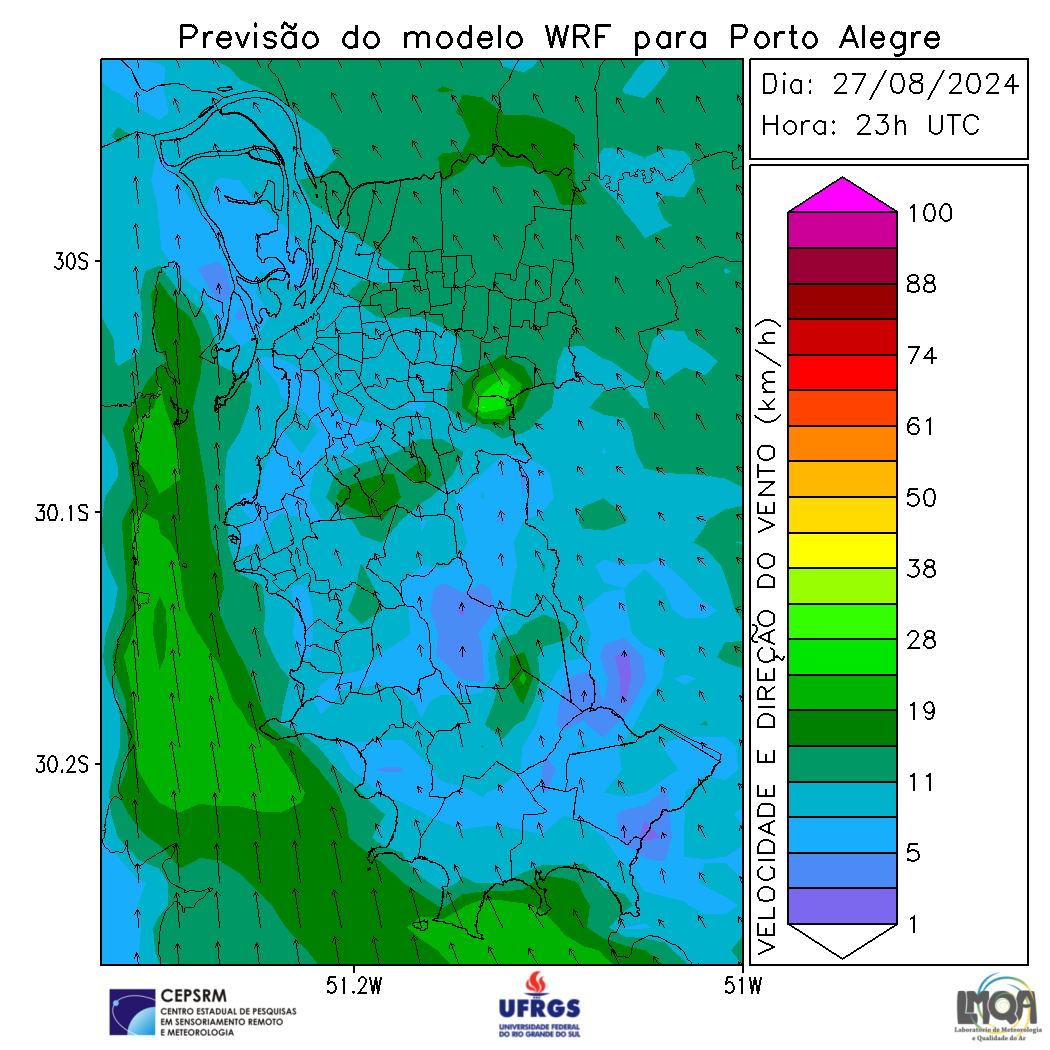 Previsão do modelo WRF para Porto Alegre
Dia: 27/08/2024
Hora: 23h UTC
30S
30.1S
30.2S
51.2W
51W
VELOCIDADE E DIREÇÃO DO VENTO (km/h)
100
88
74
61
50
38
28
19
11
5
1
CEPSRM
CENTRO ESTADUAL DE PESQUISAS
EM SENSORIAMENTO REMOTO
E METEOROLOGIA
UFRGS
UNIVERSIDADE FEDERAL
DO RIO GRANDE DO SUL
LMQA
Laboratório de Meteorologia
e Qualidade do Ar